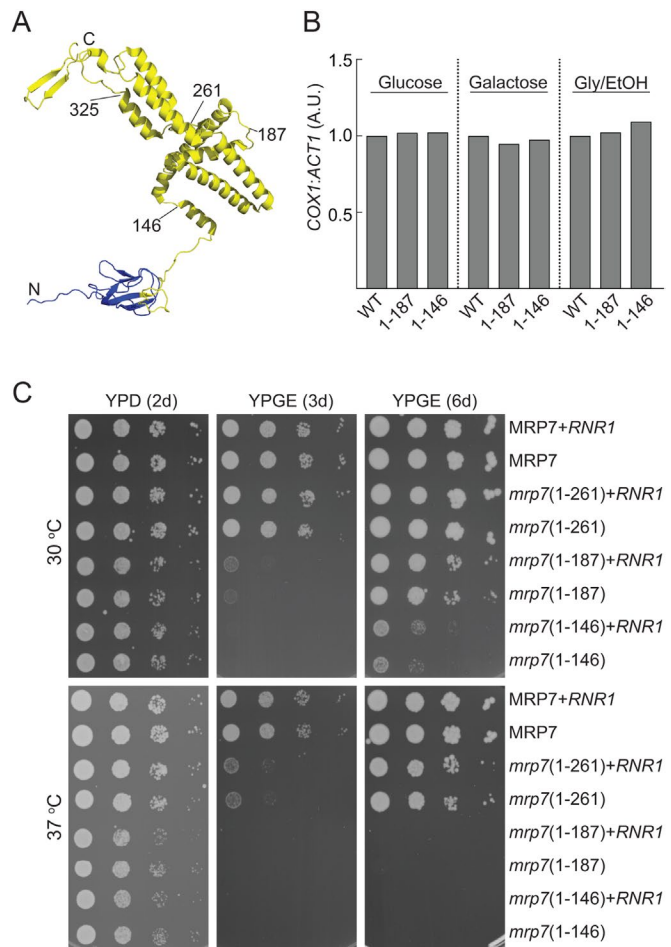 A
C
325
261
187
146
N
B
COX1:ACT1 (A.U.)
1.5
1.0
0.5
Glucose
Galactose
Gly/EtOH
WT
1-187
1-146
WT
1-187
1-146
WT
1-187
1-146
C
YPD (2d)
YPGE (3d)
YPGE (6d)
30 °C
MRP7+RNR1
MRP7
mrp7(1-261)+RNR1
mrp7(1-261)
mrp7(1-187)+RNR1
mrp7(1-187)
mrp7(1-146)+RNR1
mrp7(1-146)
37 °C
MRP7+RNR1
MRP7
mrp7(1-261)+RNR1
mrp7(1-261)
mrp7(1-187)+RNR1
mrp7(1-187)
mrp7(1-146)+RNR1
mrp7(1-146)